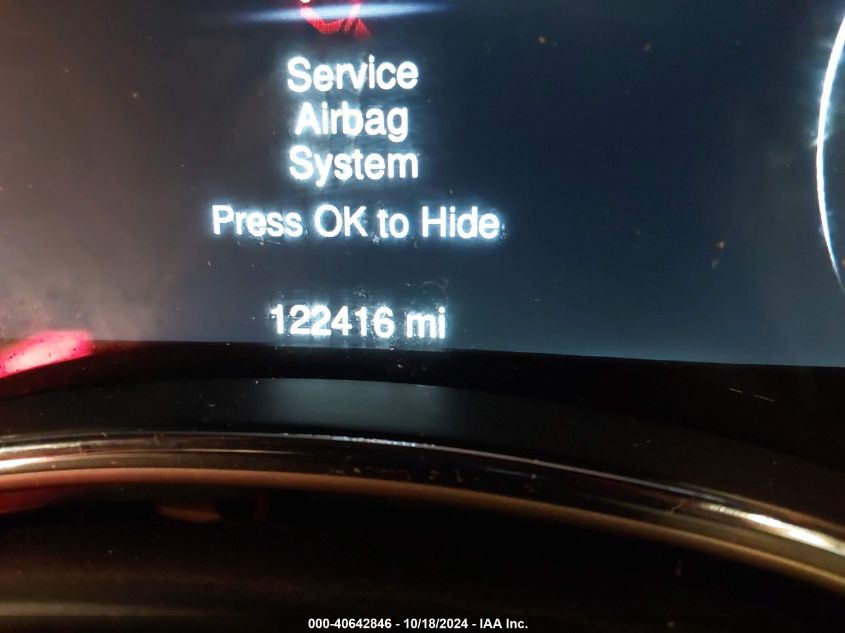 Service
Airbag
System
Press OK to Hide
122416 mi
000-40642846 - 10/18/2024 - IAA Inc.